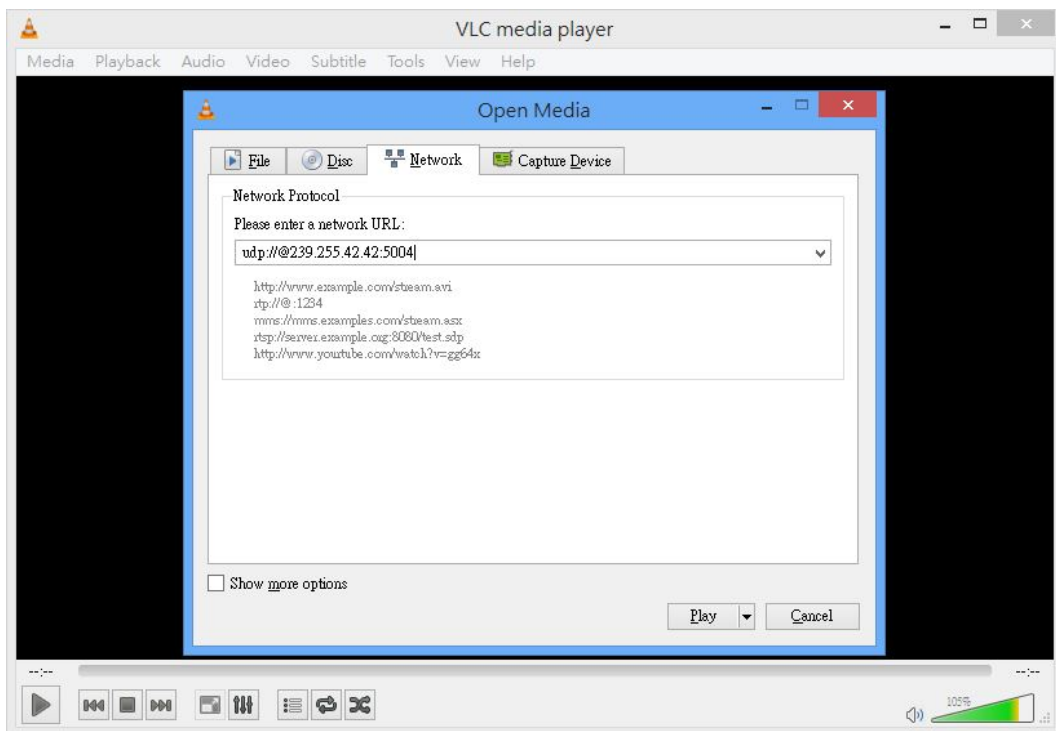 VLC media player
Media Playback Audio Video Subtitle Tools View Help
Open Media
File Disc Network Capture Device
Network Protocol
Please enter a network URL:
udp://@239.255.42.42:5004
http://www.example.com/stream.avi
rtp://@:1234
mms://mms.examples.com/stream.asx
rtsp://server.example.org:8080/test.sdp
http://www.yourtube.com/watch?v=gg64x
Show more options
Play Cancel
--:-- --:--
105%